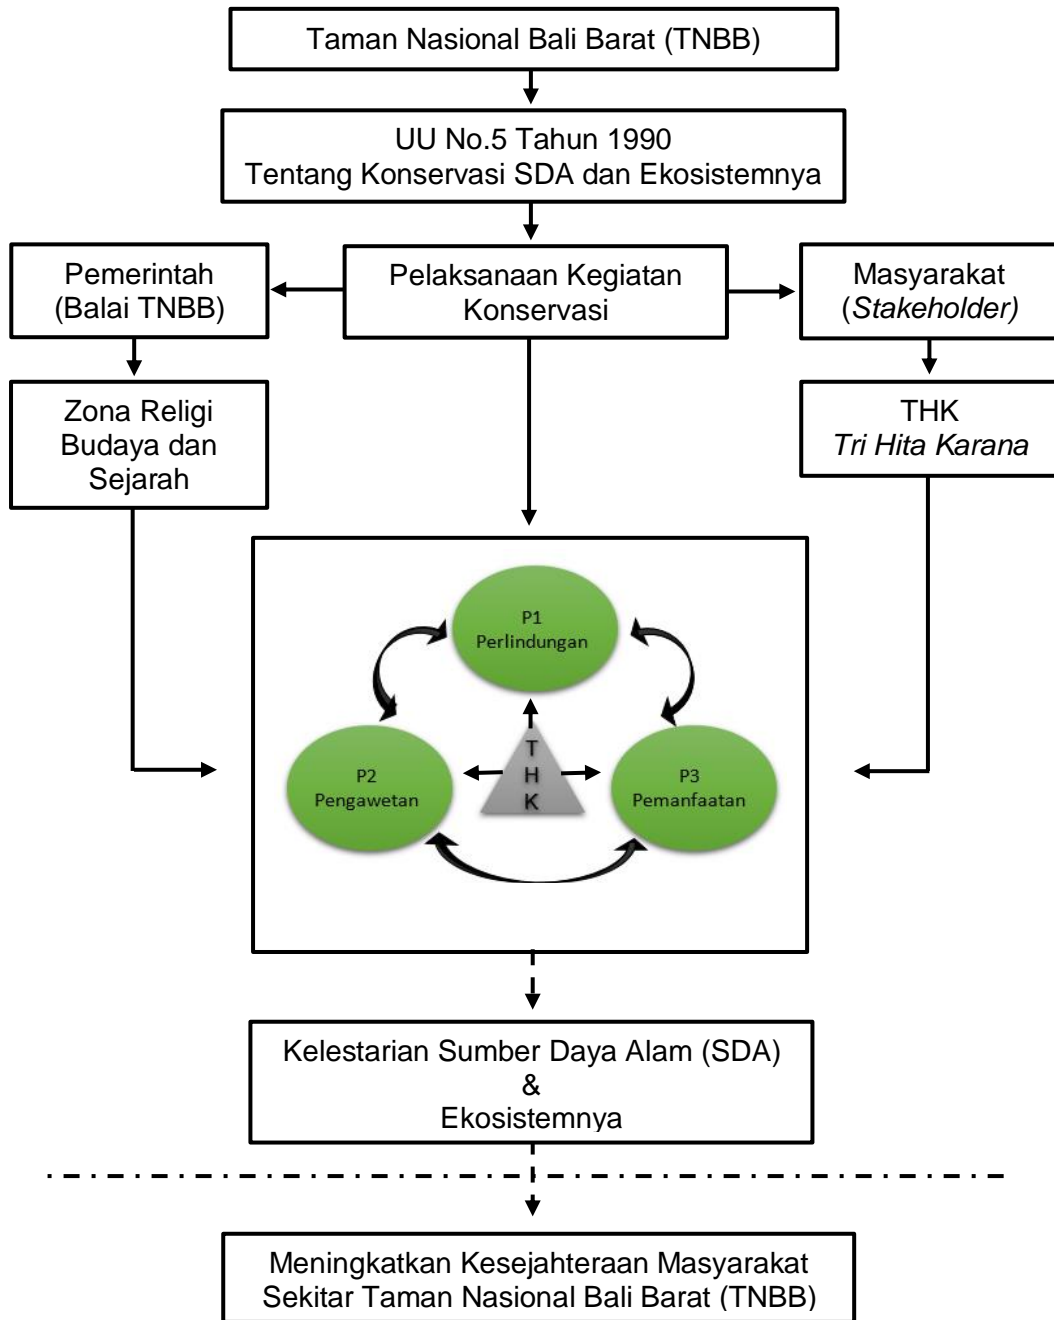 Taman Nasional Bali Barat (TNBB)
UU No.5 Tahun 1990
Tentang Konservasi SDA dan Ekosistemnya
Pemerintah
(Balai TNBB)
Pelaksanaan Kegiatan
Konservasi
Masyarakat
(Stakeholder)
Zona Religi
Budaya dan
Sejarah
THK
Tri Hita Karana
P1
Perlindungan
P2
Pengawetan
T
H
K
P3
Pemanfaatan
Kelestarian Sumber Daya Alam (SDA)
&
Ekosistemnya
Meningkatkan Kesejahteraan Masyarakat
Sekitar Taman Nasional Bali Barat (TNBB)